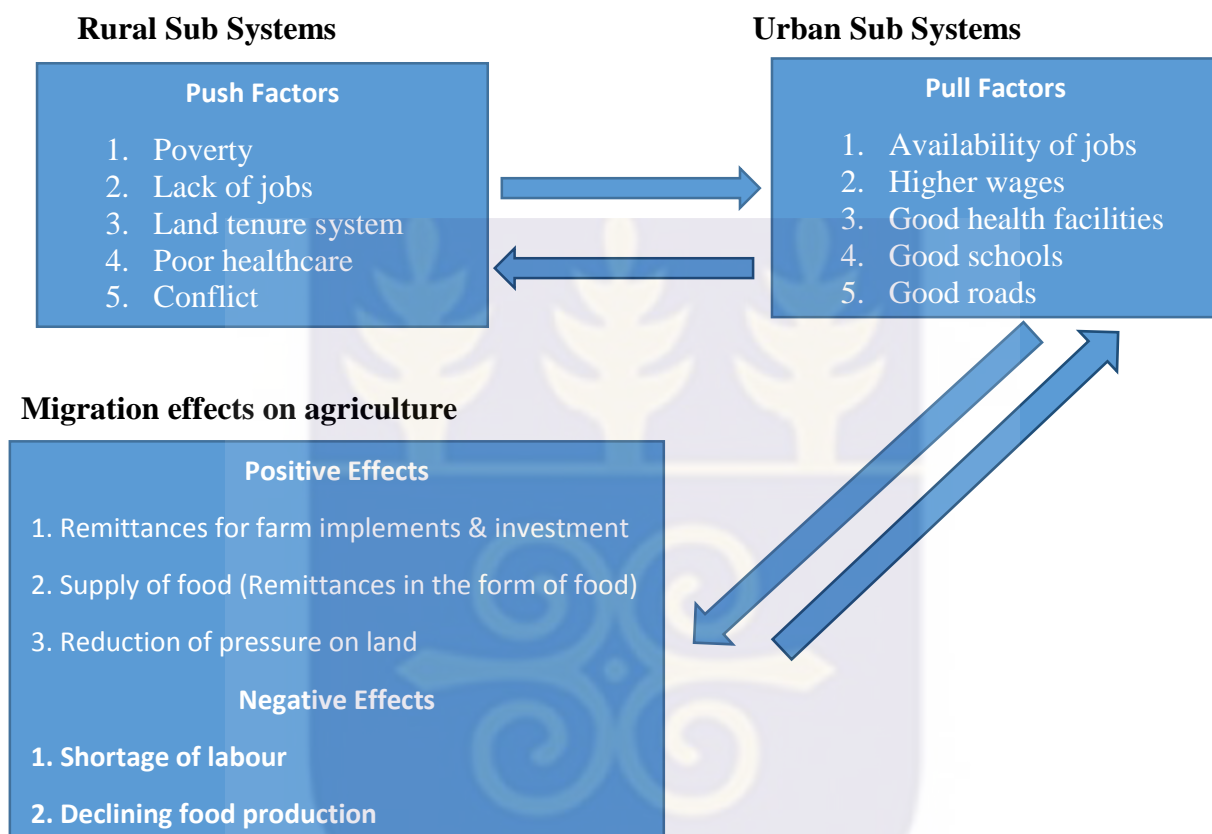 Rural Sub Systems
Urban Sub Systems
Push Factors
1. Poverty
2. Lack of jobs
3. Land tenure system
4. Poor healthcare
5. Conflict
Pull Factors
1. Availability of jobs
2. Higher wages
3. Good health facilities
4. Good schools
5. Good roads
Migration effects on agriculture
Positive Effects
1. Remittances for farm implements & investment
2. Supply of food (Remittances in the form of food)
3. Reduction of pressure on land
Negative Effects
1. Shortage of labour
2. Declining food production